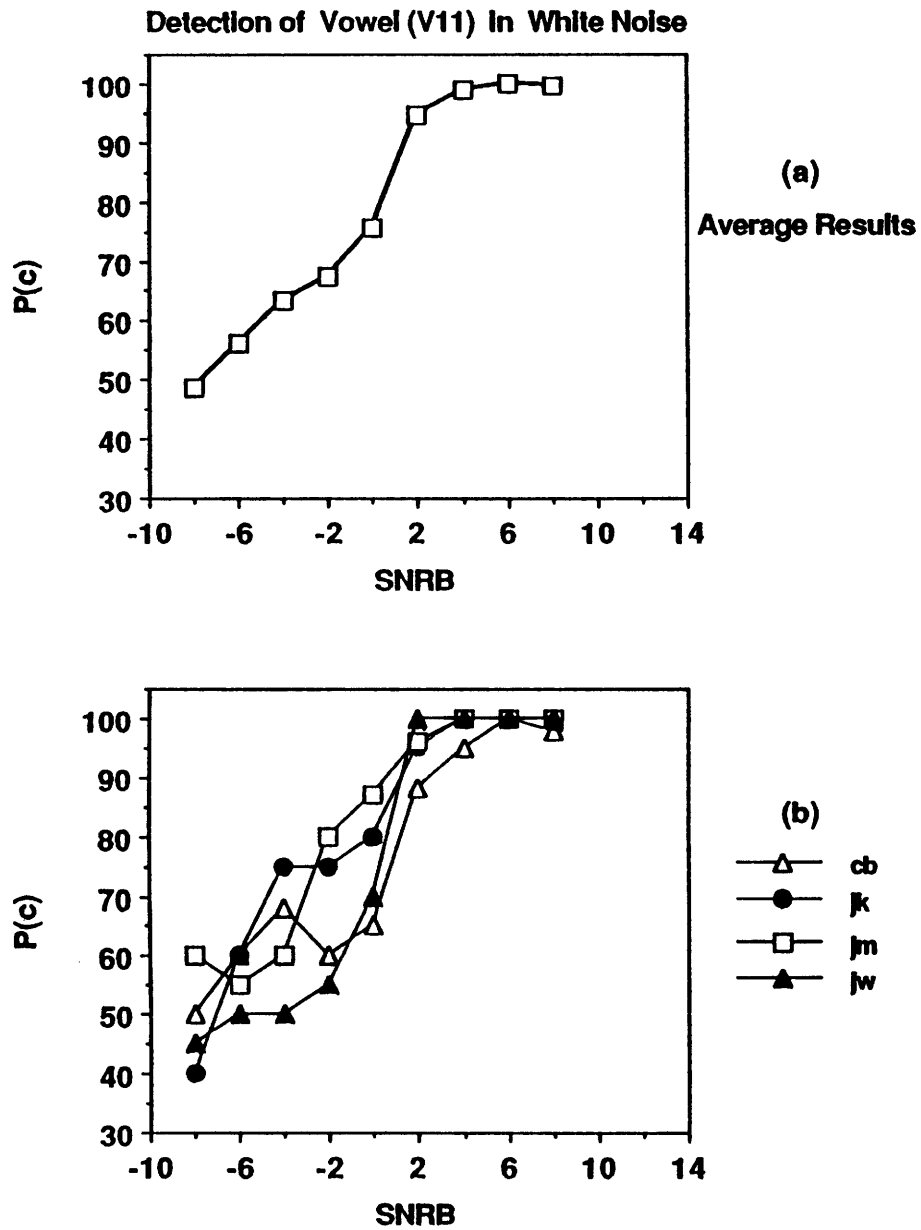 Detection of Vowel (V11) In White Noise
100
90
80
70
60
50
40
30
P(c)
-10 -6 -2 2 6 10 14
SNRB
(a)
Average Results
100
90
80
70
60
50
40
30
P(c)
-10 -6 -2 2 6 10 14
SNRB
(b)
cb
jk
jm
jw